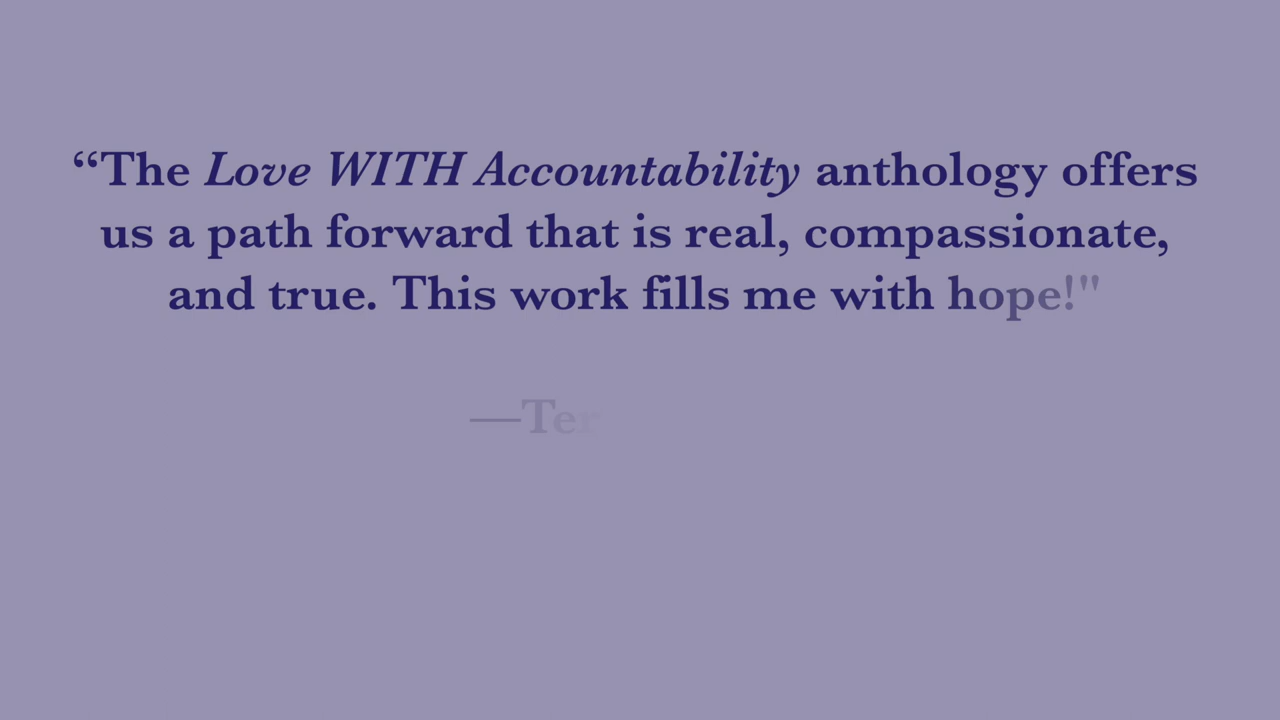 “The Love WITH Accountability anthology offers
us a path forward that is real, compassionate,
and true. This work fills me with hope!"
—Ter